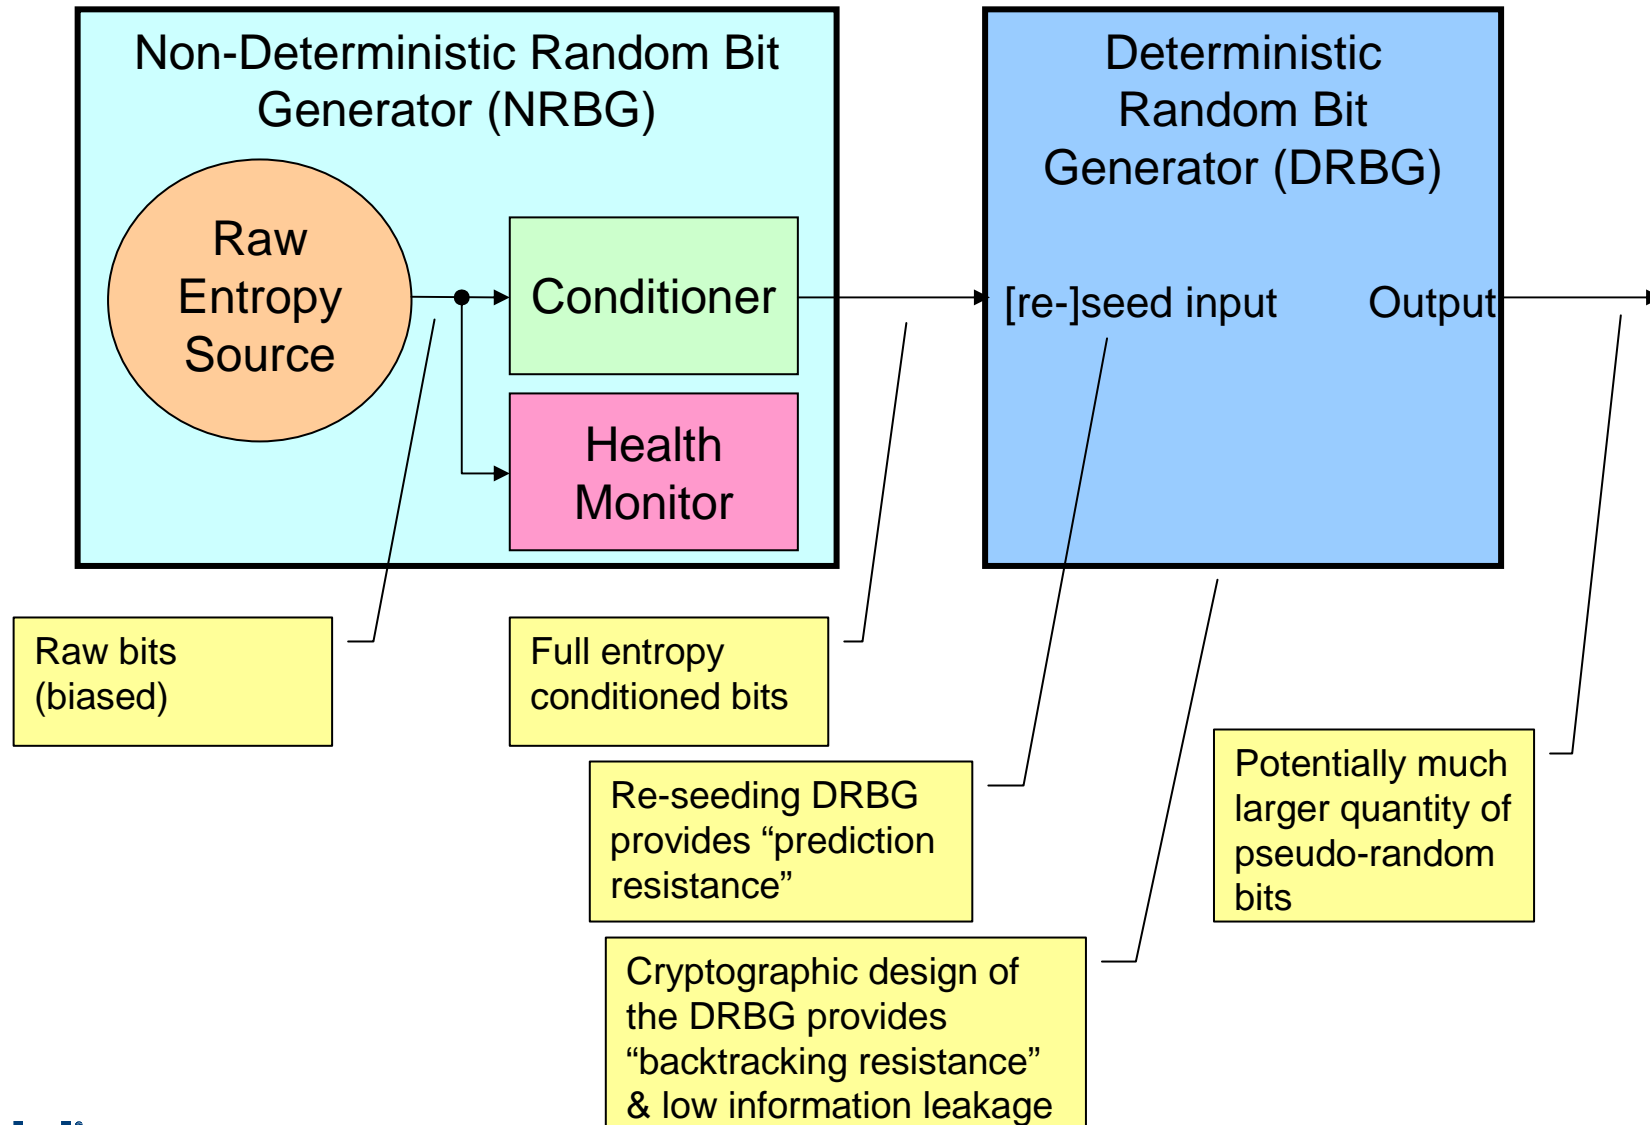 Non-Deterministic Random Bit
Generator (NRBG)
Raw
Entropy
Source
Conditioner
Health
Monitor
Deterministic
Random Bit
Generator (DRBG)
[re-]seed input
Output
Raw bits
(biased)
Full entropy
conditioned bits
Re-seeding DRBG
provides “prediction
resistance”
Potentially much
larger quantity of
pseudo-random
bits
Cryptographic design of
the DRBG provides
“backtracking resistance”
& low information leakage